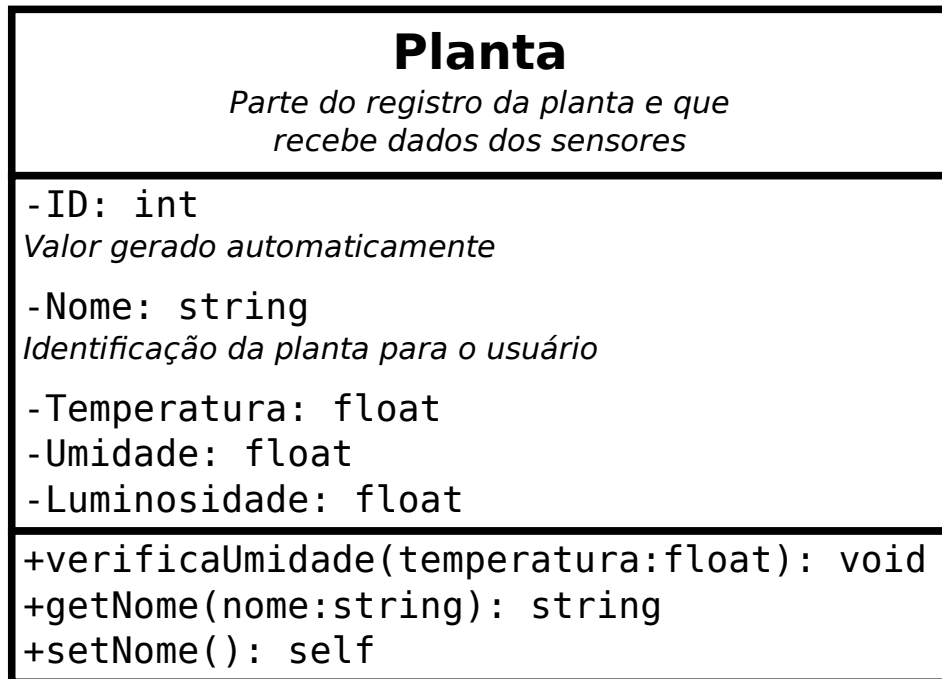 Planta
Parte do registro da planta e que
recebe dados dos sensores
-ID: int
Valor gerado automaticamente
-Nome: string
Identificação da planta para o usuário
-Temperatura: float
-Umidade: float
-Luminosidade: float
+verificaUmidade(temperatura:float): void
+getNome(nome:string): string
+setNome(): self